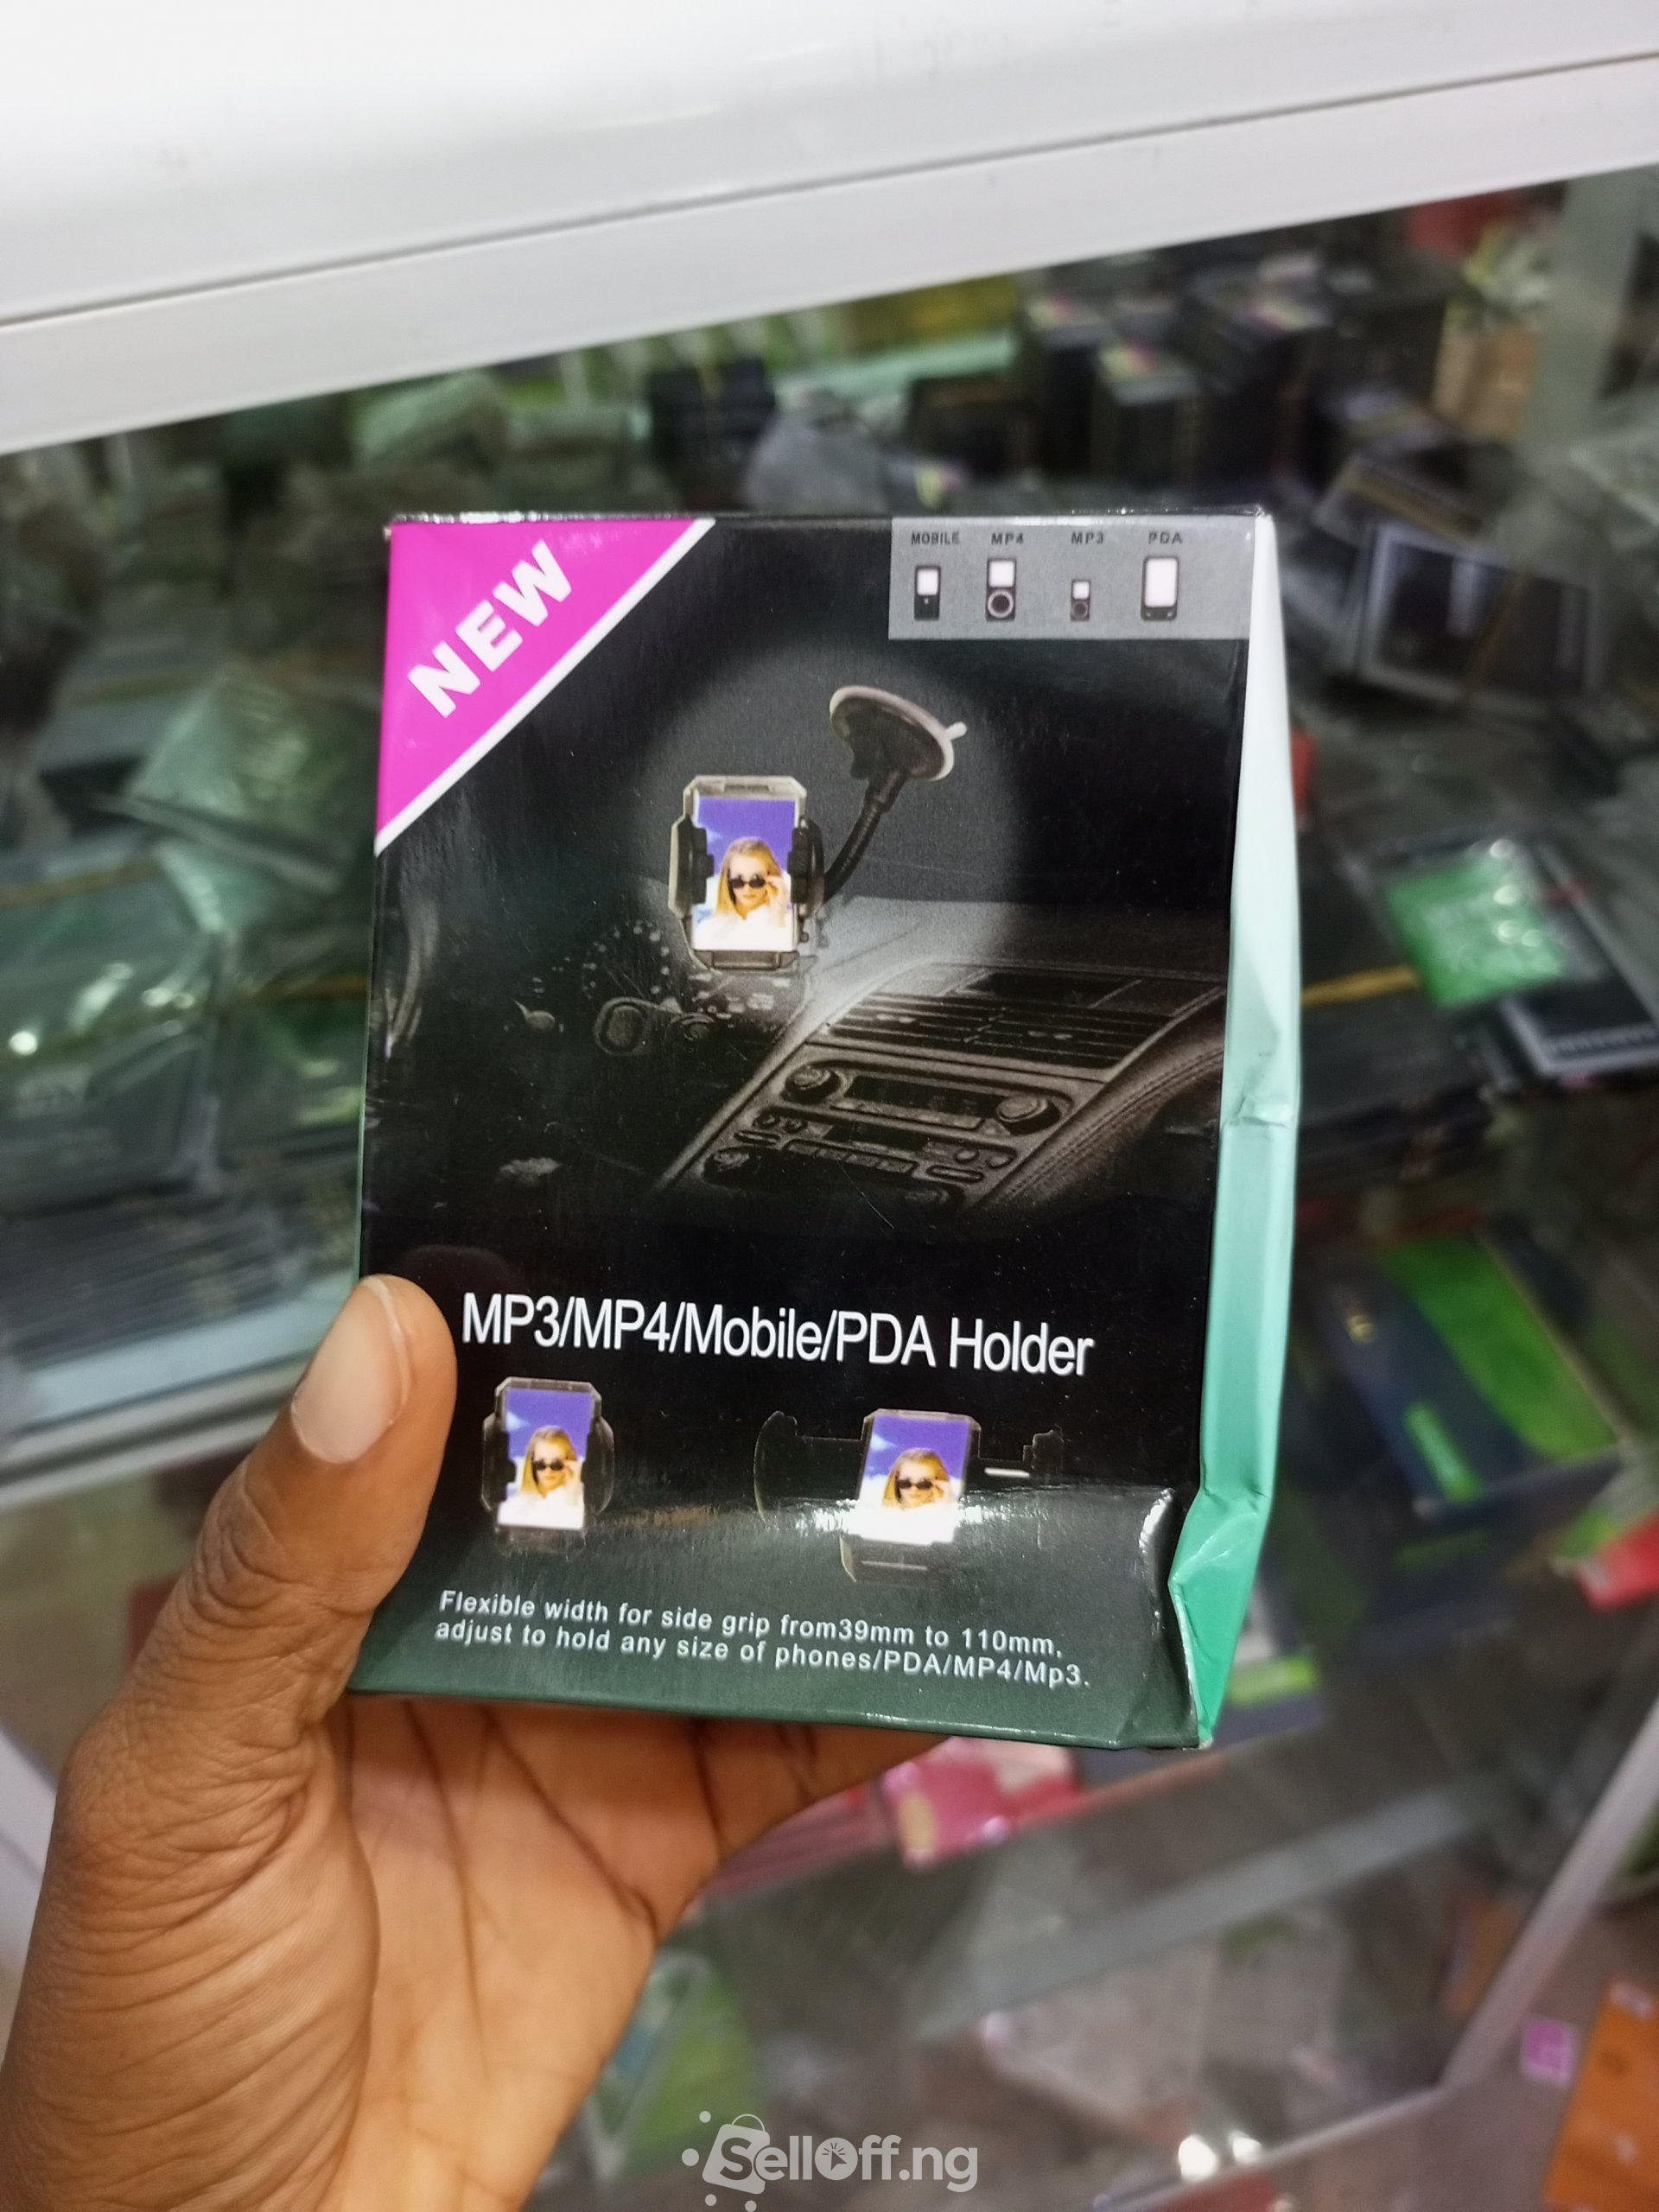 NEW
MOBILE MP4 MP3 PDA
MP3/MP4/Mobile/PDA Holder
Flexible width for side grip from39mm to 110mm,
adjust to hold any size of phones/PDA/MP4/Mp3.
SellOff.ng